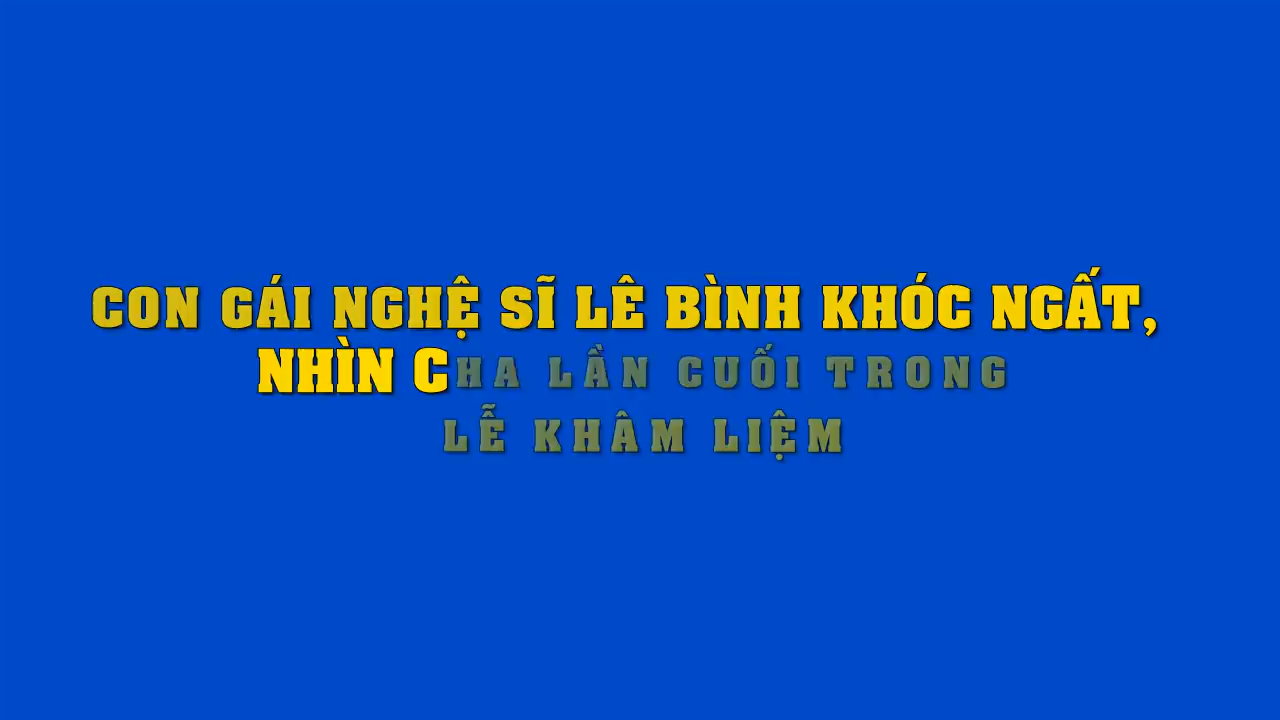 CON GÁI NGHỆ SĨ LÊ BÌNH KHÓC NGẤT,
NHÌN CHA LẦN CUỐI TRONG
LỄ KHÂM LIỆM